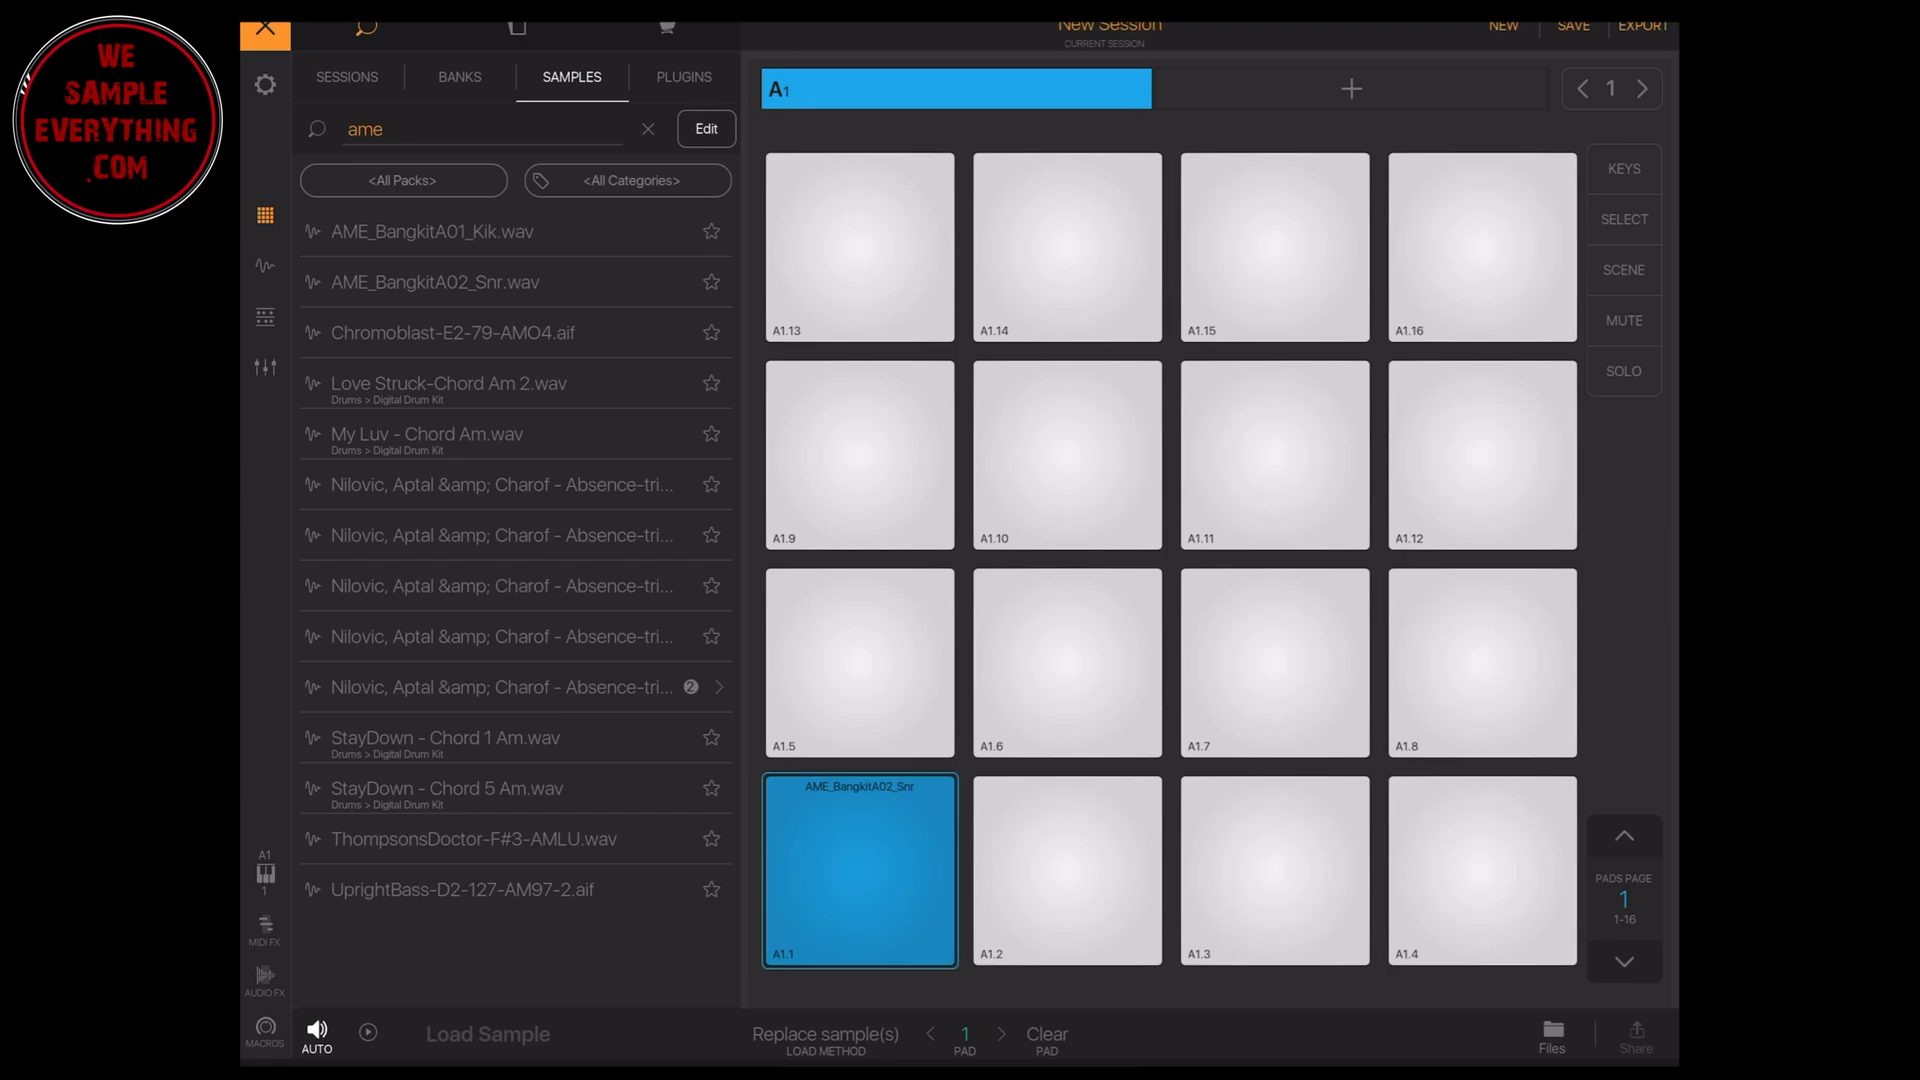 WE
SAMPLE
EVERYTHING
.COM
New Session
CURRENT SESSION
NEW
SAVE
EXPORT
SESSIONS
BANKS
SAMPLES
PLUGINS
A1
+
1
ame
Edit
<All Packs>
<All Categories>
AME_BangkitA01_Kik.wav
AME_BangkitA02_Snr.wav
Chromoblast-E2-79-AMO4.aif
Love Struck-Chord Am 2.wav
Drums > Digital Drum Kit
My Luv - Chord Am.wav
Drums > Digital Drum Kit
Nilovic, Aptal &amp; Charof - Absence-tri...
Nilovic, Aptal &amp; Charof - Absence-tri...
Nilovic, Aptal &amp; Charof - Absence-tri...
Nilovic, Aptal &amp; Charof - Absence-tri...
Nilovic, Aptal &amp; Charof - Absence-tri... 2
StayDown - Chord 1 Am.wav
Drums > Digital Drum Kit
StayDown - Chord 5 Am.wav
Drums > Digital Drum Kit
ThompsonsDoctor-F#3-AMLU.wav
UprightBass-D2-127-AM97-2.aif
A1.13
A1.14
A1.15
A1.16
A1.9
A1.10
A1.11
A1.12
A1.5
A1.6
A1.7
A1.8
AME_BangkitA02_Snr
A1.1
A1.2
A1.3
A1.4
KEYS
SELECT
SCENE
MUTE
SOLO
PADS PAGE
1
1-16
A1
1
MIDI FX
AUDIO FX
MACROS
AUTO
Load Sample
Replace sample(s)
LOAD METHOD
1
PAD
Clear
PAD
Files
Share